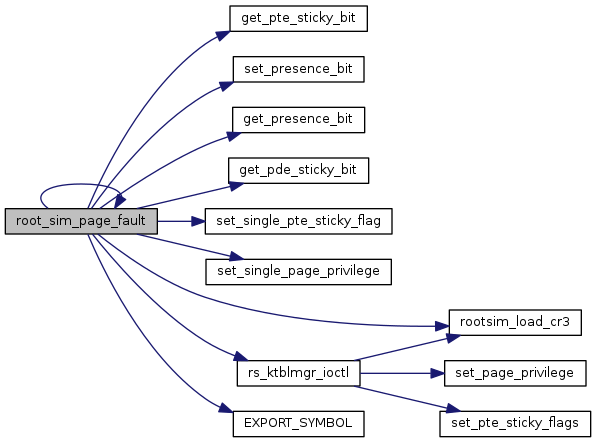 get_pte_sticky_bit
set_presence_bit
get_presence_bit
get_pde_sticky_bit
root_sim_page_fault
set_single_pte_sticky_flag
set_single_page_privilege
rootsim_load_cr3
rs_ktblmgr_ioctl
set_page_privilege
EXPORT_SYMBOL
set_pte_sticky_flags